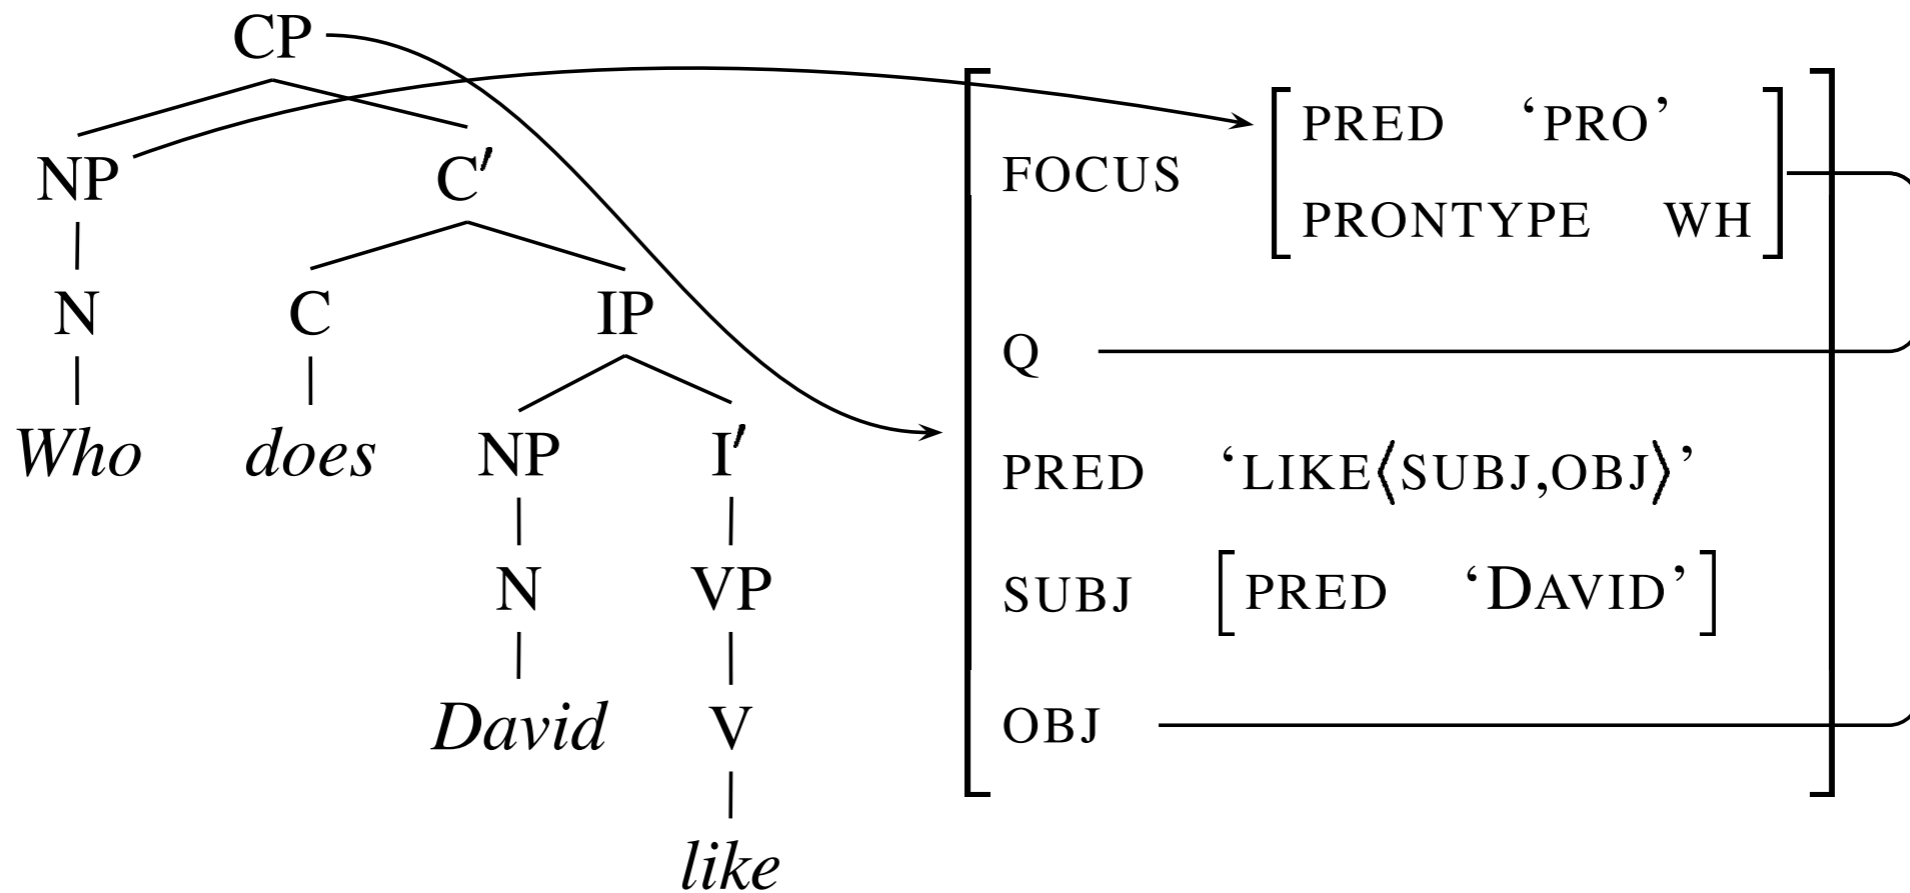 CP
NP C′
N C IP
Who does NP I′
N VP
David V
like
FOCUS PRED ‘PRO’
PRONTYPE WH
Q
PRED ‘LIKE⟨SUBJ,OBJ⟩’
SUBJ [PRED ‘DAVID’]
OBJ